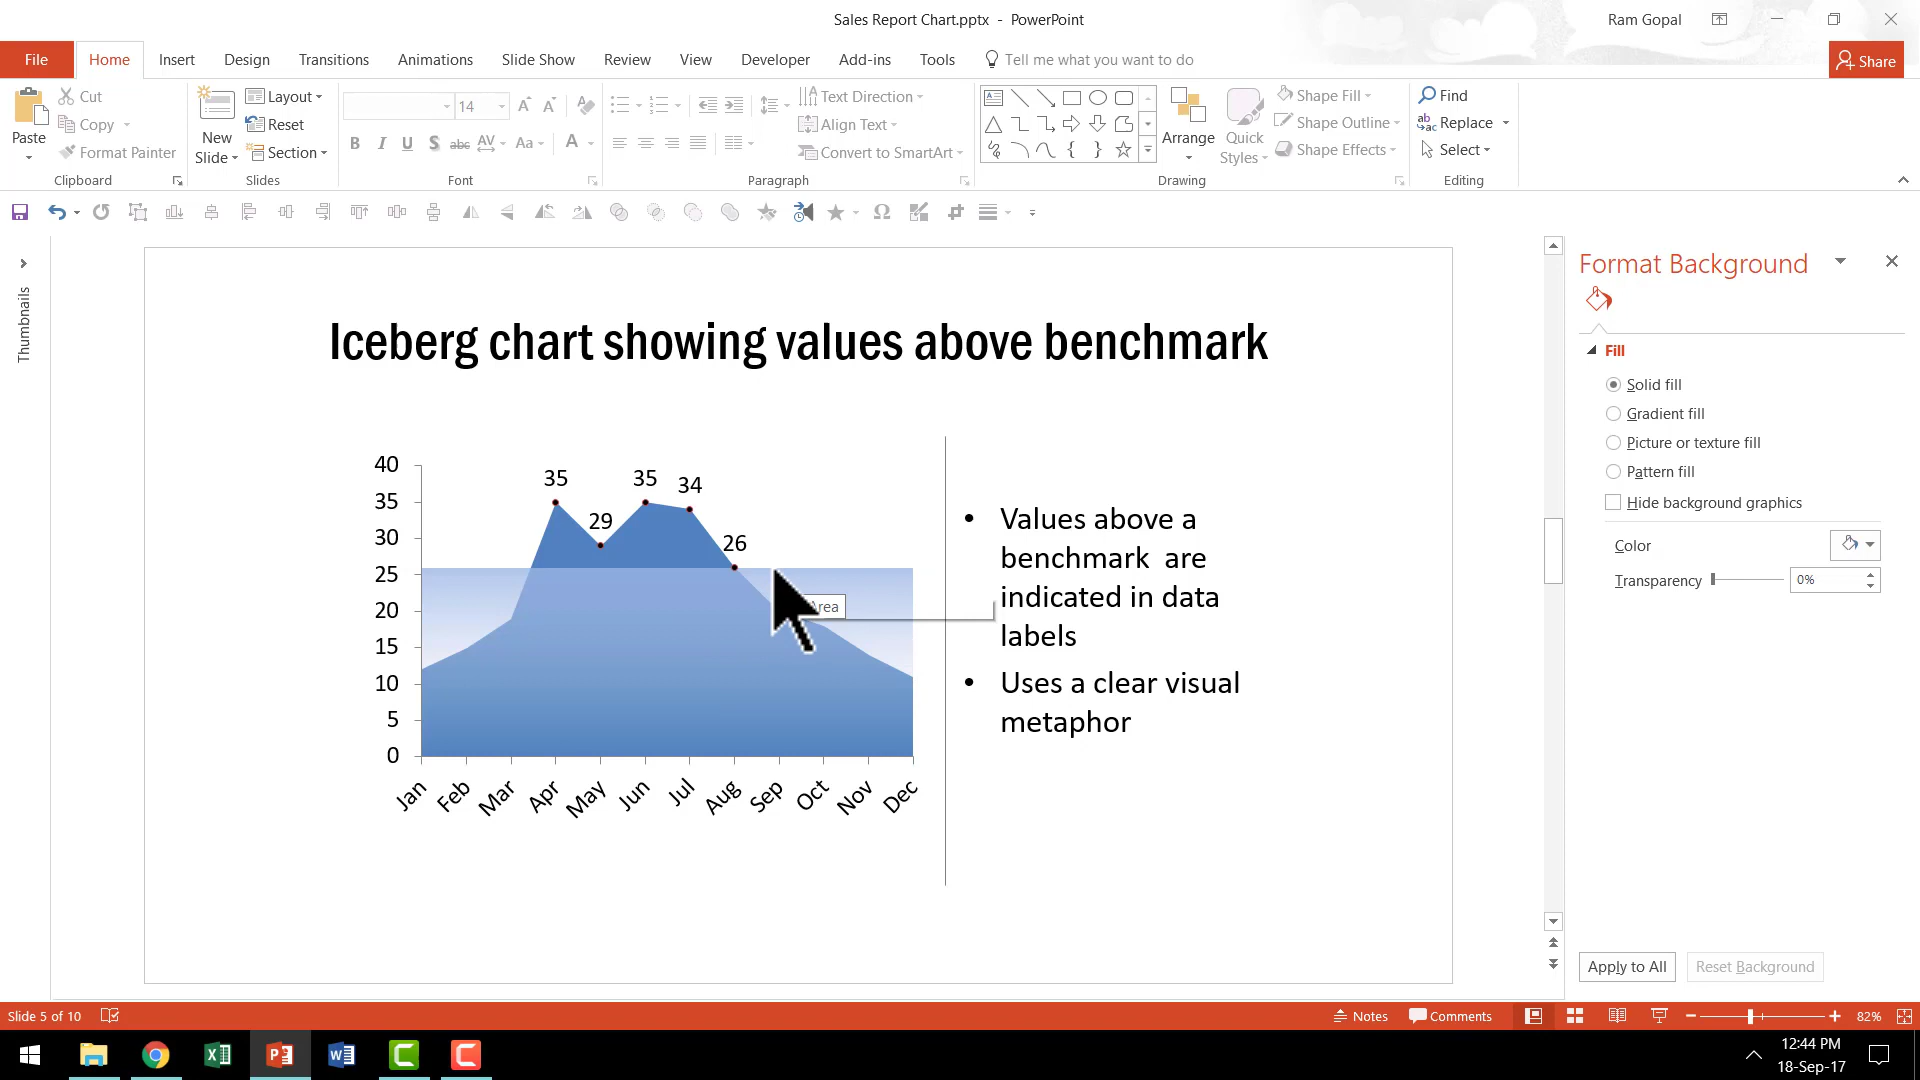 Sales Report Chart.pptx - PowerPoint
Ram Gopal
File Home Insert Design Transitions Animations Slide Show Review View Developer Add-ins Tools Tell me what you want to do Share
Paste
Cut
Copy
Format Painter
Clipboard
New Slide
Layout
Reset
Section
Slides
14
B I U S abc AV Aa A
Font
Text Direction
Align Text
Convert to SmartArt
Paragraph
Arrange
Quick Styles
Shape Fill
Shape Outline
Shape Effects
Drawing
Find
Replace
Select
Editing
Thumbnails
Iceberg chart showing values above benchmark
40
35
30
25
20
15
10
5
0
35
29
35
34
26
Area
Jan Feb Mar Apr May Jun Jul Aug Sep Oct Nov Dec
• Values above a
benchmark are
indicated in data
labels
• Uses a clear visual
metaphor
Format Background
Fill
Solid fill
Gradient fill
Picture or texture fill
Pattern fill
Hide background graphics
Color
Transparency 0%
Apply to All Reset Background
Slide 5 of 10
Notes Comments 82%
12:44 PM
18-Sep-17